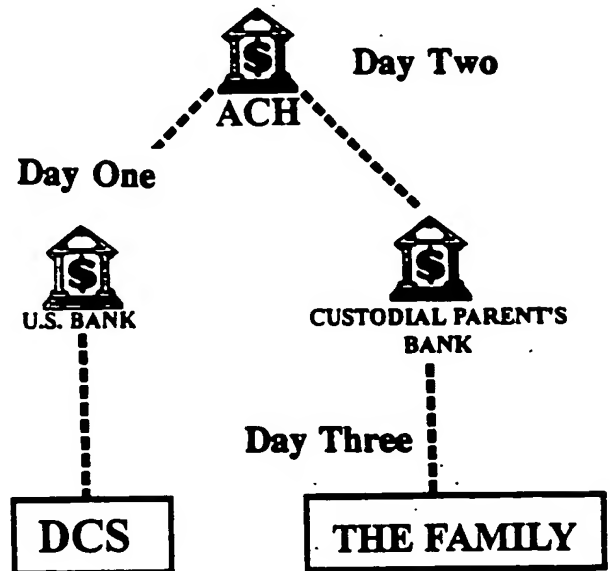 $
ACH
Day Two
Day One
$
U.S. BANK
$
CUSTODIAL PARENT'S
BANK
Day Three
DCS
THE FAMILY